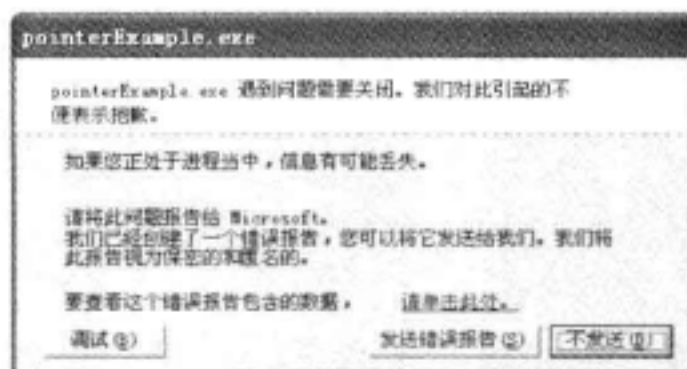 pointerExample.exe
pointerExample.exe 遇到问题需要关闭。我们对此引起的不
便表示抱歉。
如果您正处于进程当中，信息有可能丢失。
请将此问题报告给 Microsoft。
我们已经创建了一个错误报告，您可以将它发送给我们。我们将
此报告视为保密的和匿名的。
要查看这个错误报告包含的数据， 请单击此处。
调试(B) 发送错误报告(S) 不发送(D)